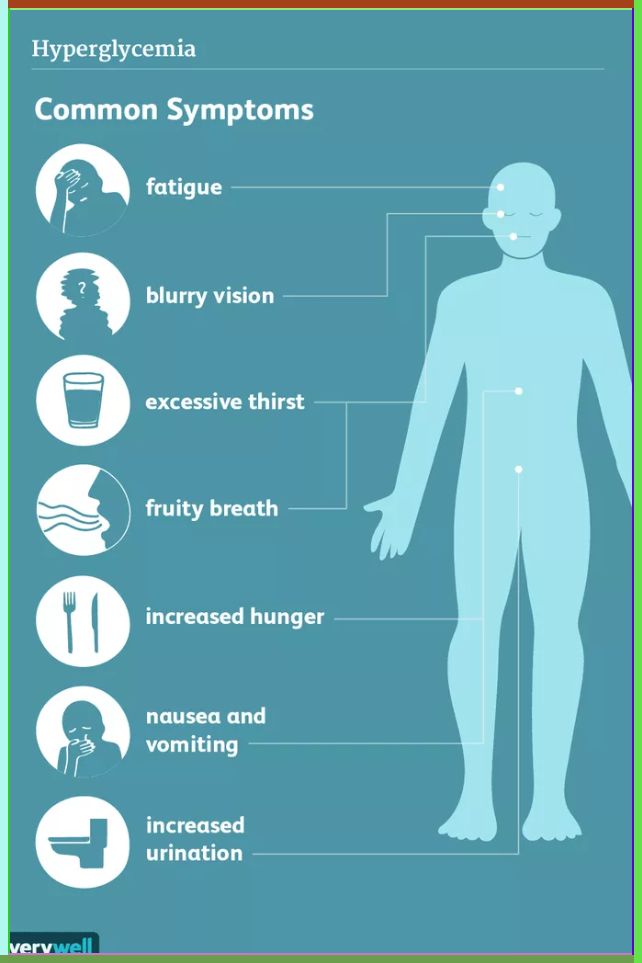 Hyperglycemia
Common Symptoms
fatigue
blurry vision
?
excessive thirst
fruity breath
increased hunger
nausea and
vomiting
increased
urination
verywell